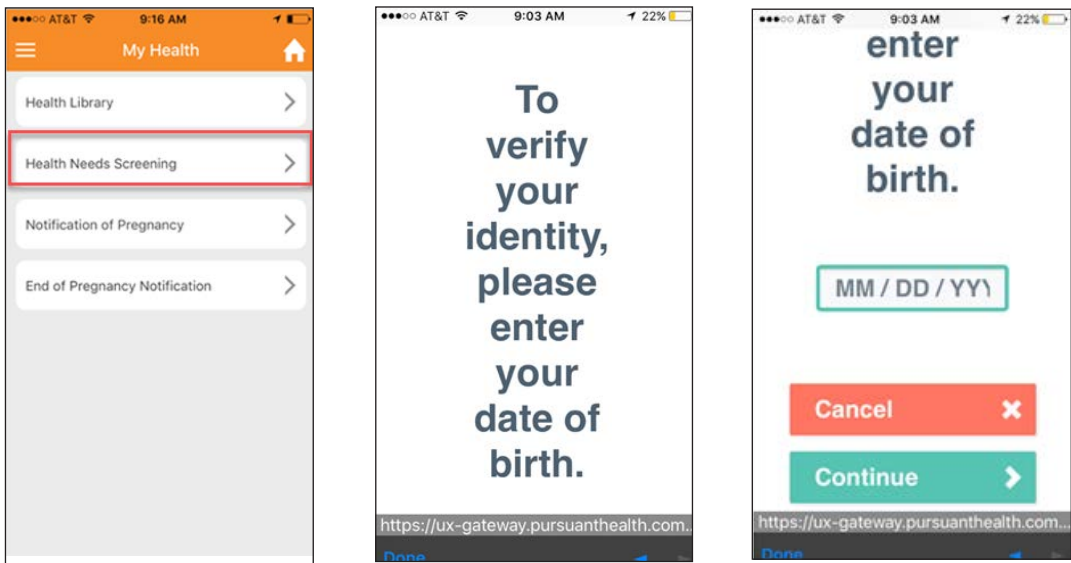 AT&T 9:16 AM
My Health
Health Library
Health Needs Screening
Notification of Pregnancy
End of Pregnancy Notification
AT&T 9:03 AM 22%
To
verify
your
identity,
please
enter
your
date of
birth.
https://ux-gateway.pursuanthealth.com...
Done
AT&T 9:03 AM 22%
enter
your
date of
birth.
MM / DD / YYY
Cancel
Continue
https://ux-gateway.pursuanthealth.com...
Done